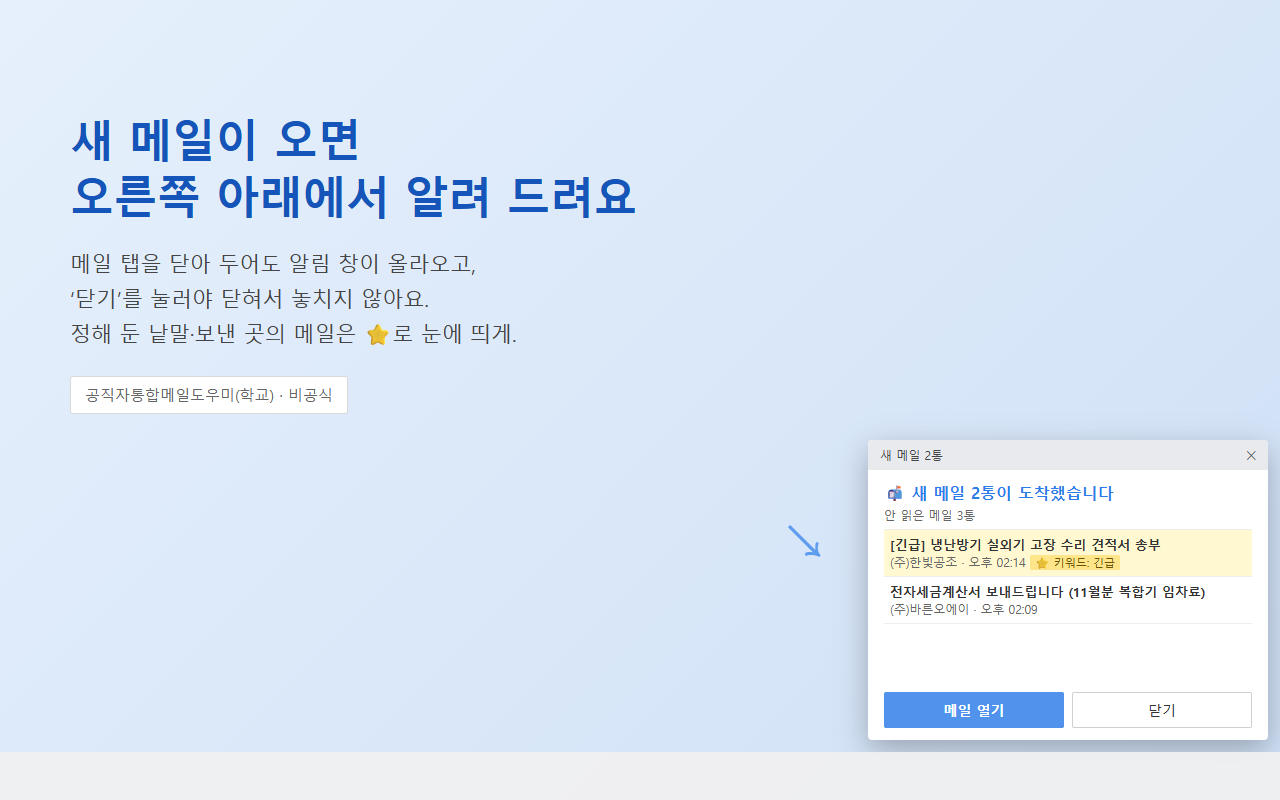 새 메일이 오면
오른쪽 아래에서 알려 드려요
메일 탭을 닫아 두어도 알림 창이 올라오고,
‘닫기’를 눌러야 닫혀서 놓치지 않아요.
정해 둔 낱말·보낸 곳의 메일은 ⭐로 눈에 띄게.
공직자통합메일도우미(학교) · 비공식
새 메일 2통
새 메일 2통이 도착했습니다
안 읽은 메일 3통
[긴급] 냉난방기 실외기 고장 수리 견적서 송부
(주)한빛공조 · 오후 02:14 ⭐ 키워드: 긴급
전자세금계산서 보내드립니다 (11월분 복합기 임차료)
(주)바른오에이 · 오후 02:09
메일 열기
닫기